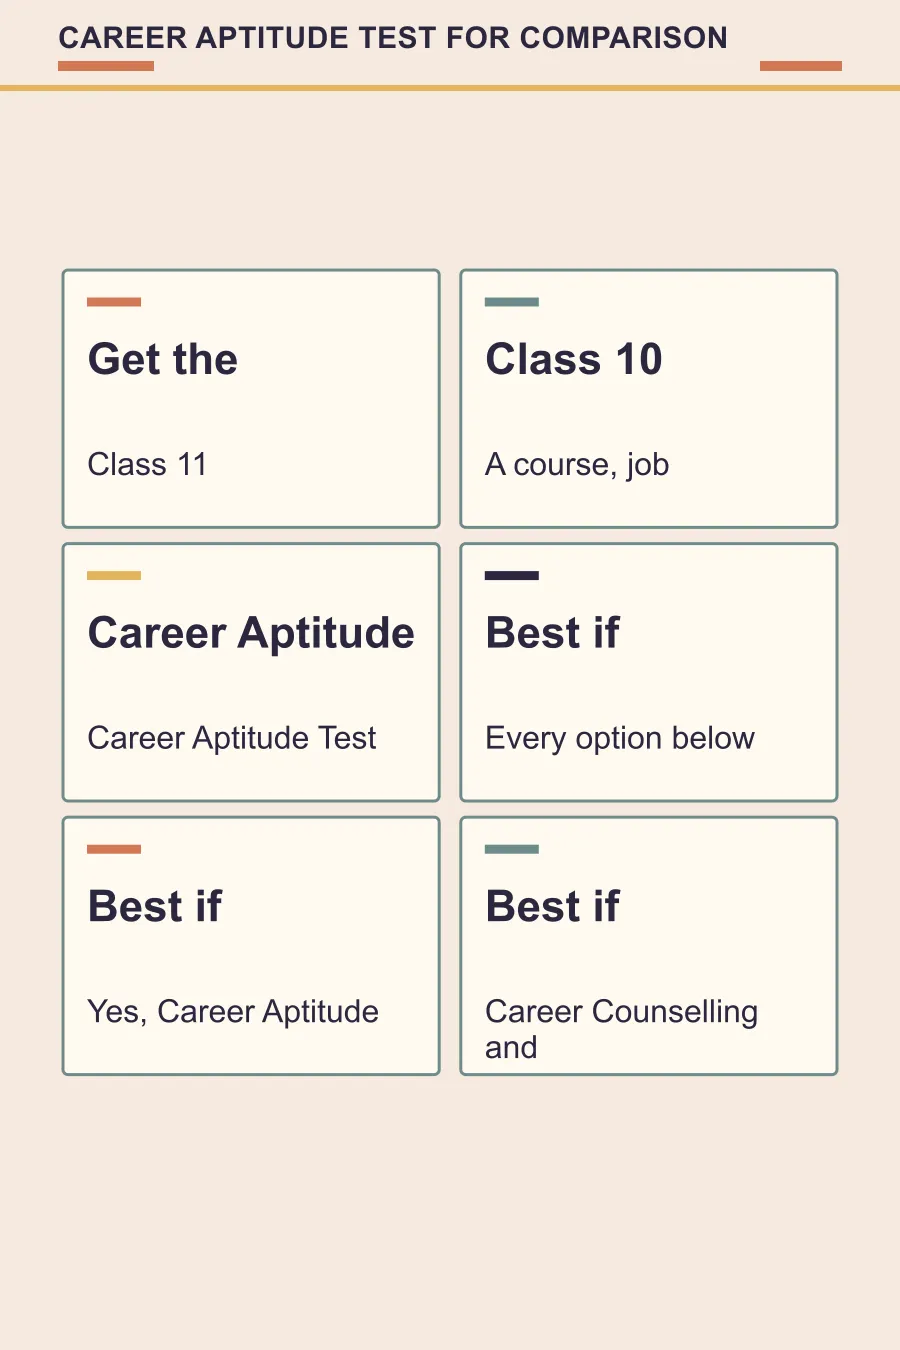 CAREER APTITUDE TEST FOR COMPARISON
Get the
Class 11
Class 10
A course, job
Career Aptitude
Career Aptitude Test
Best if
Every option below
Best if
Yes, Career Aptitude
Best if
Career Counselling
and